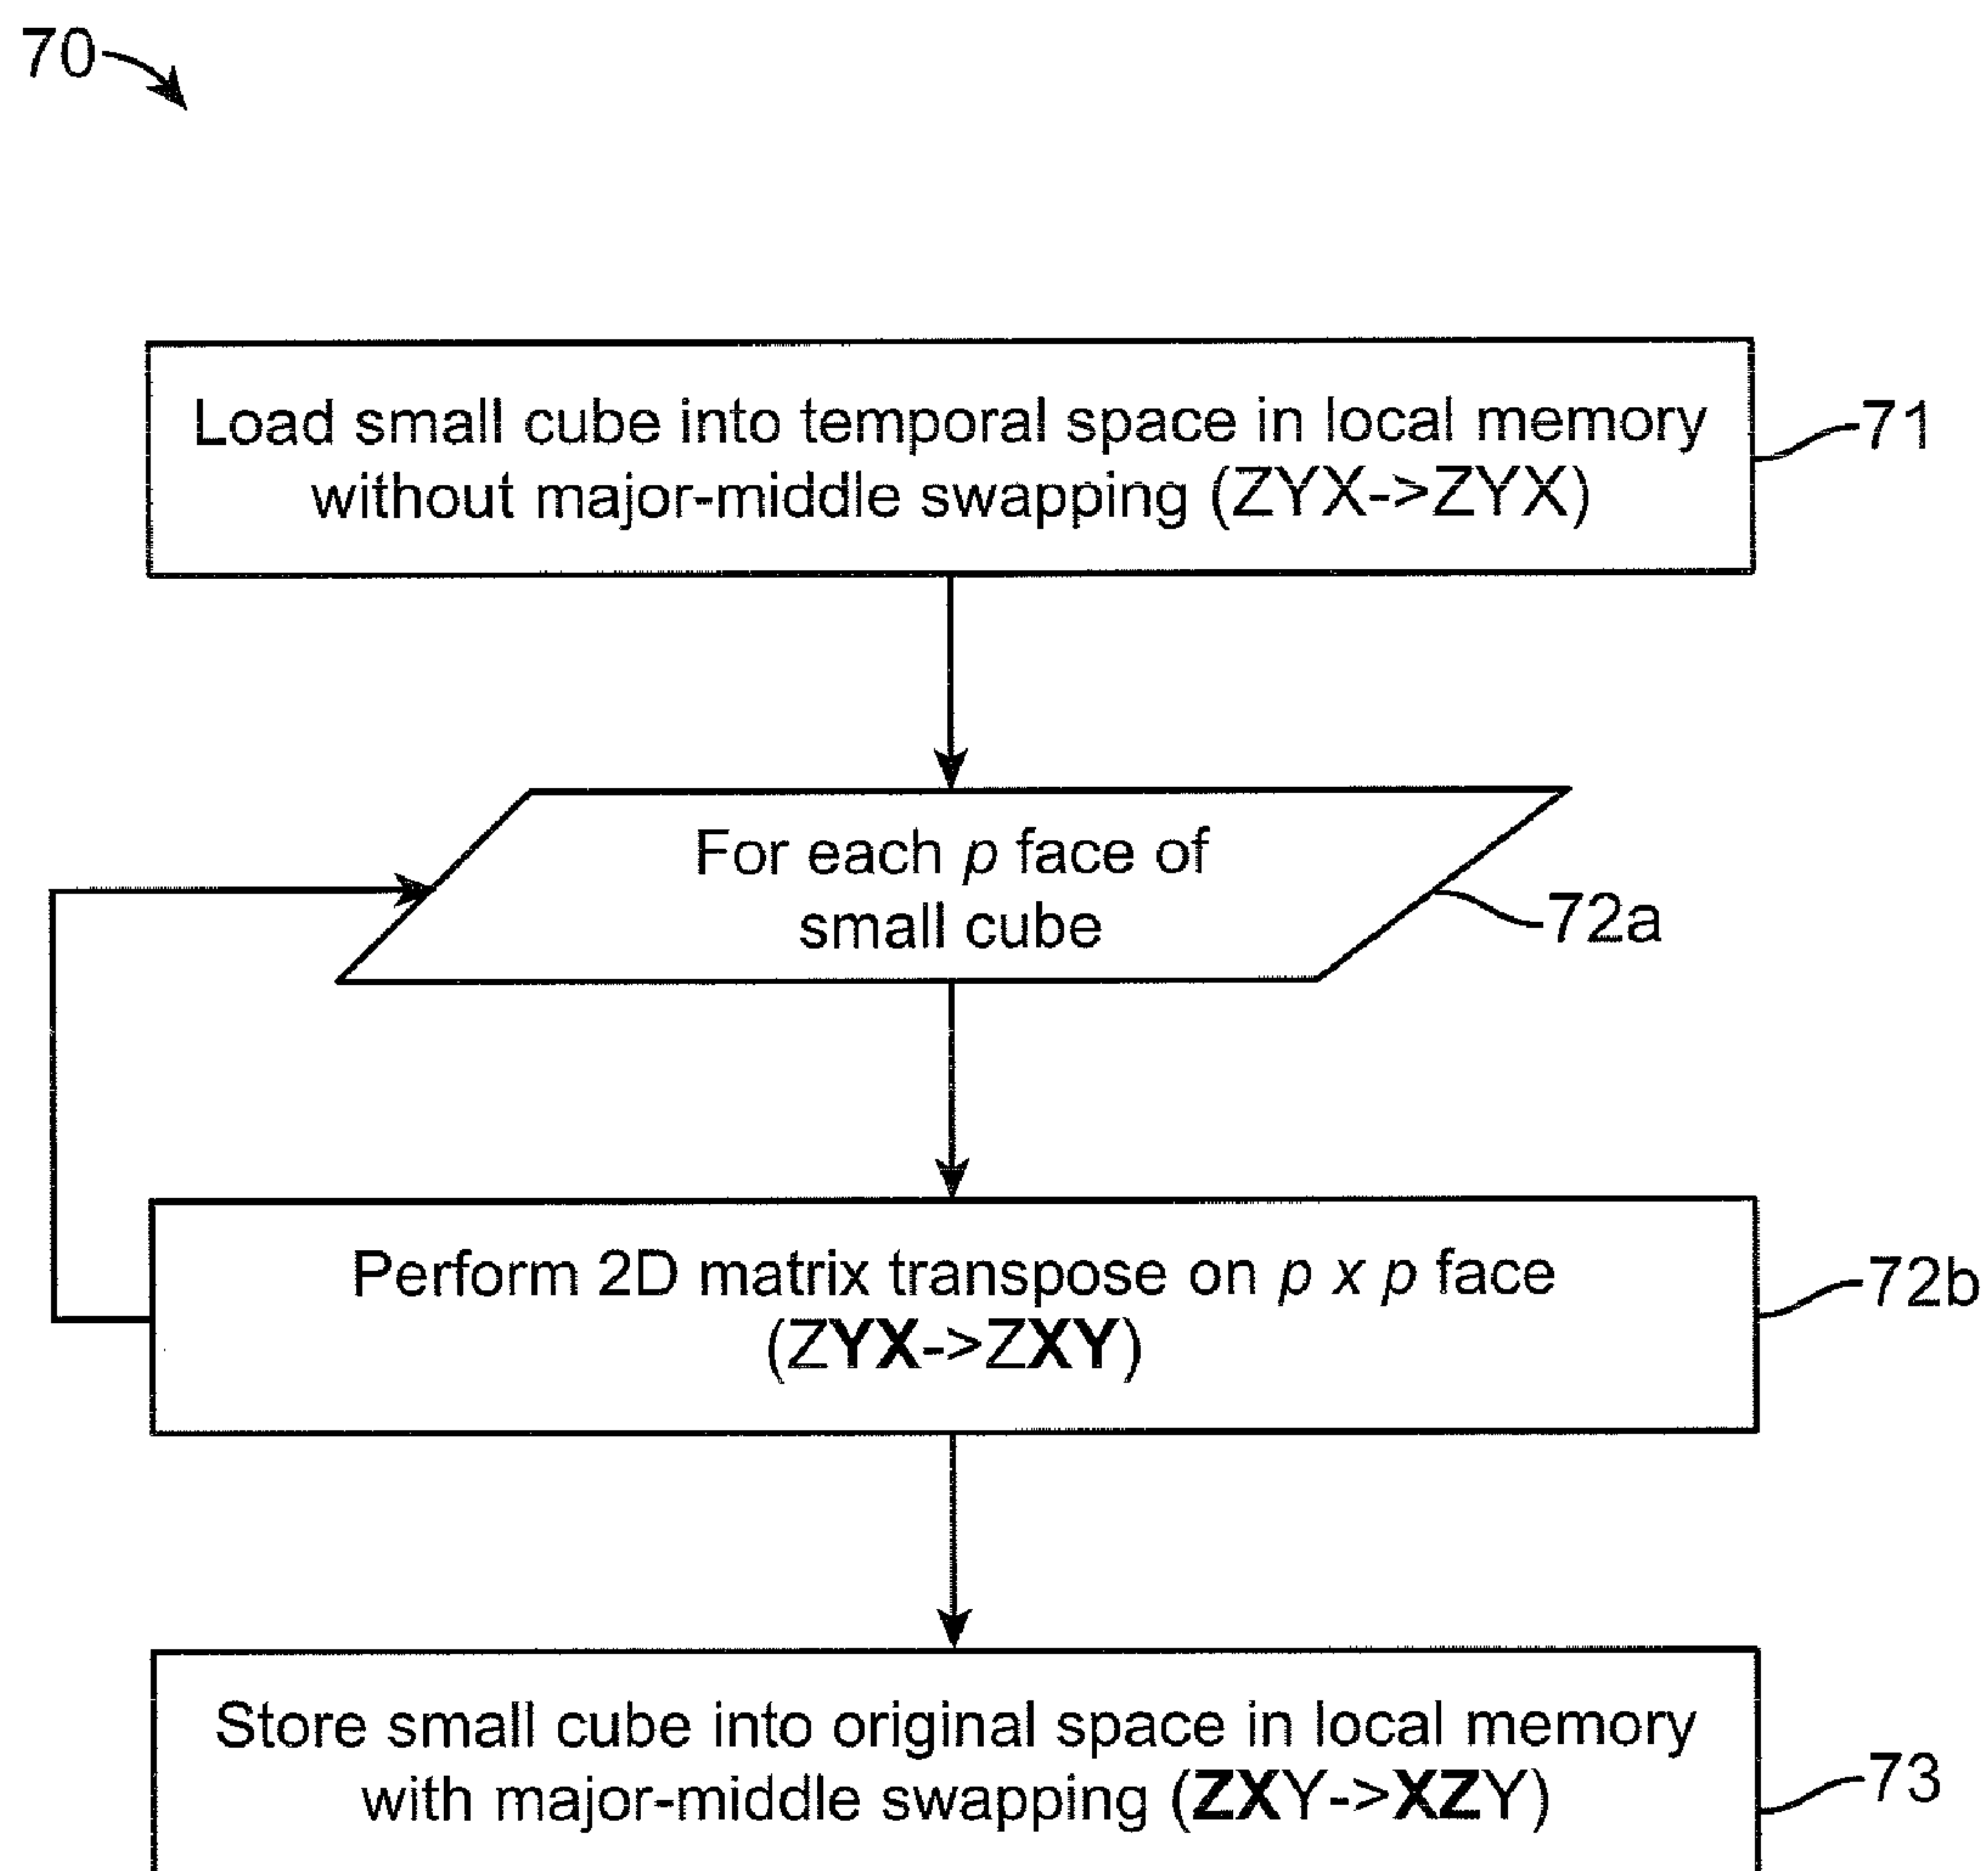 70
Load small cube into temporal space in local memory
without major-middle swapping (ZYX->ZYX)
71
For each p face of
small cube
72a
Perform 2D matrix transpose on p x p face
(ZYX->ZXY)
72b
Store small cube into original space in local memory
with major-middle swapping (ZXY->XZY)
73